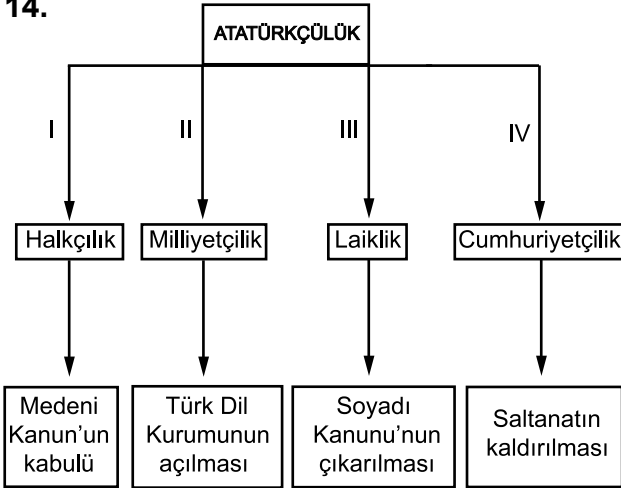 14.
ATATÜRKÇÜLÜK
I II III IV
Halkçılık Milliyetçilik Laiklik Cumhuriyetçilik
Medeni
Kanun'un
kabulü
Türk Dil
Kurumunun
açılması
Soyadı
Kanunu'nun
çıkarılması
Saltanatın
kaldırılması